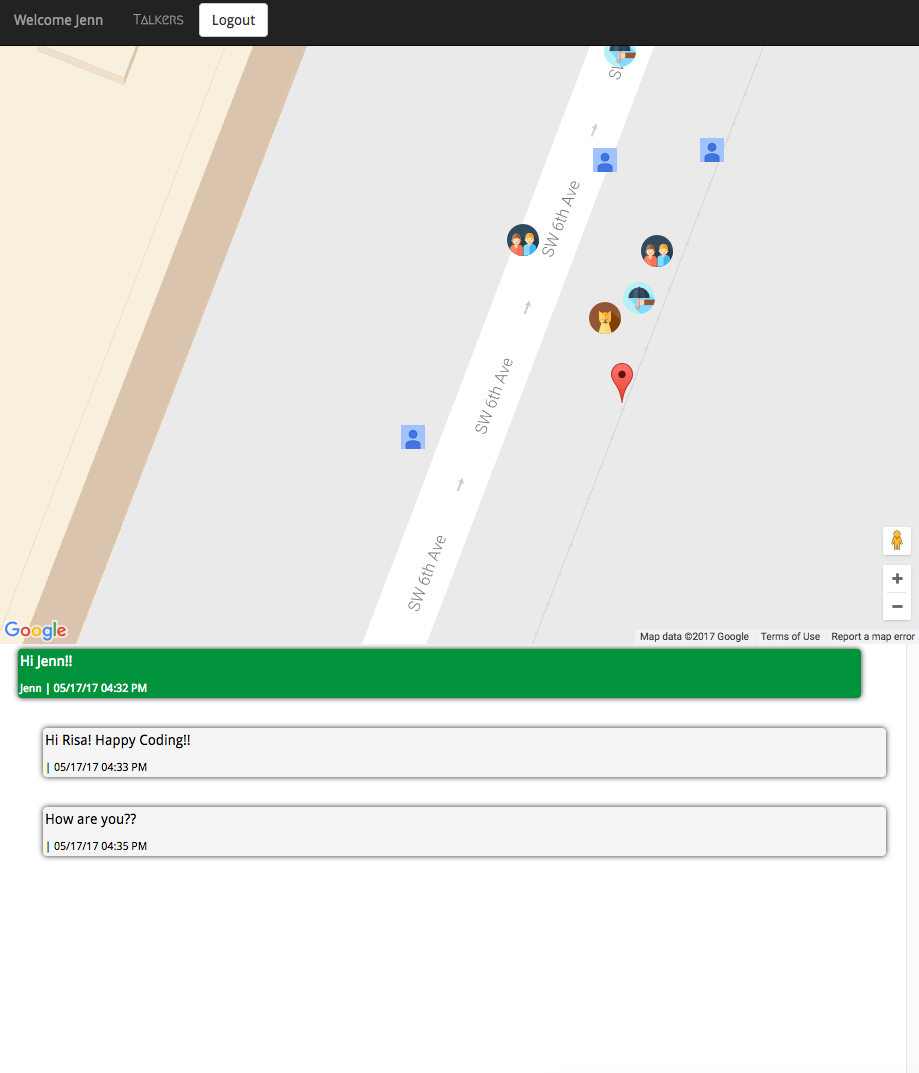 Welcome Jenn TALKERS Logout
SW 6th Ave
SW 6th Ave
SW 6th Ave
Google
Map data ©2017 Google Terms of Use Report a map error
Hi Jenn!!
Jenn | 05/17/17 04:32 PM
Hi Risa! Happy Coding!!
| 05/17/17 04:33 PM
How are you??
| 05/17/17 04:35 PM